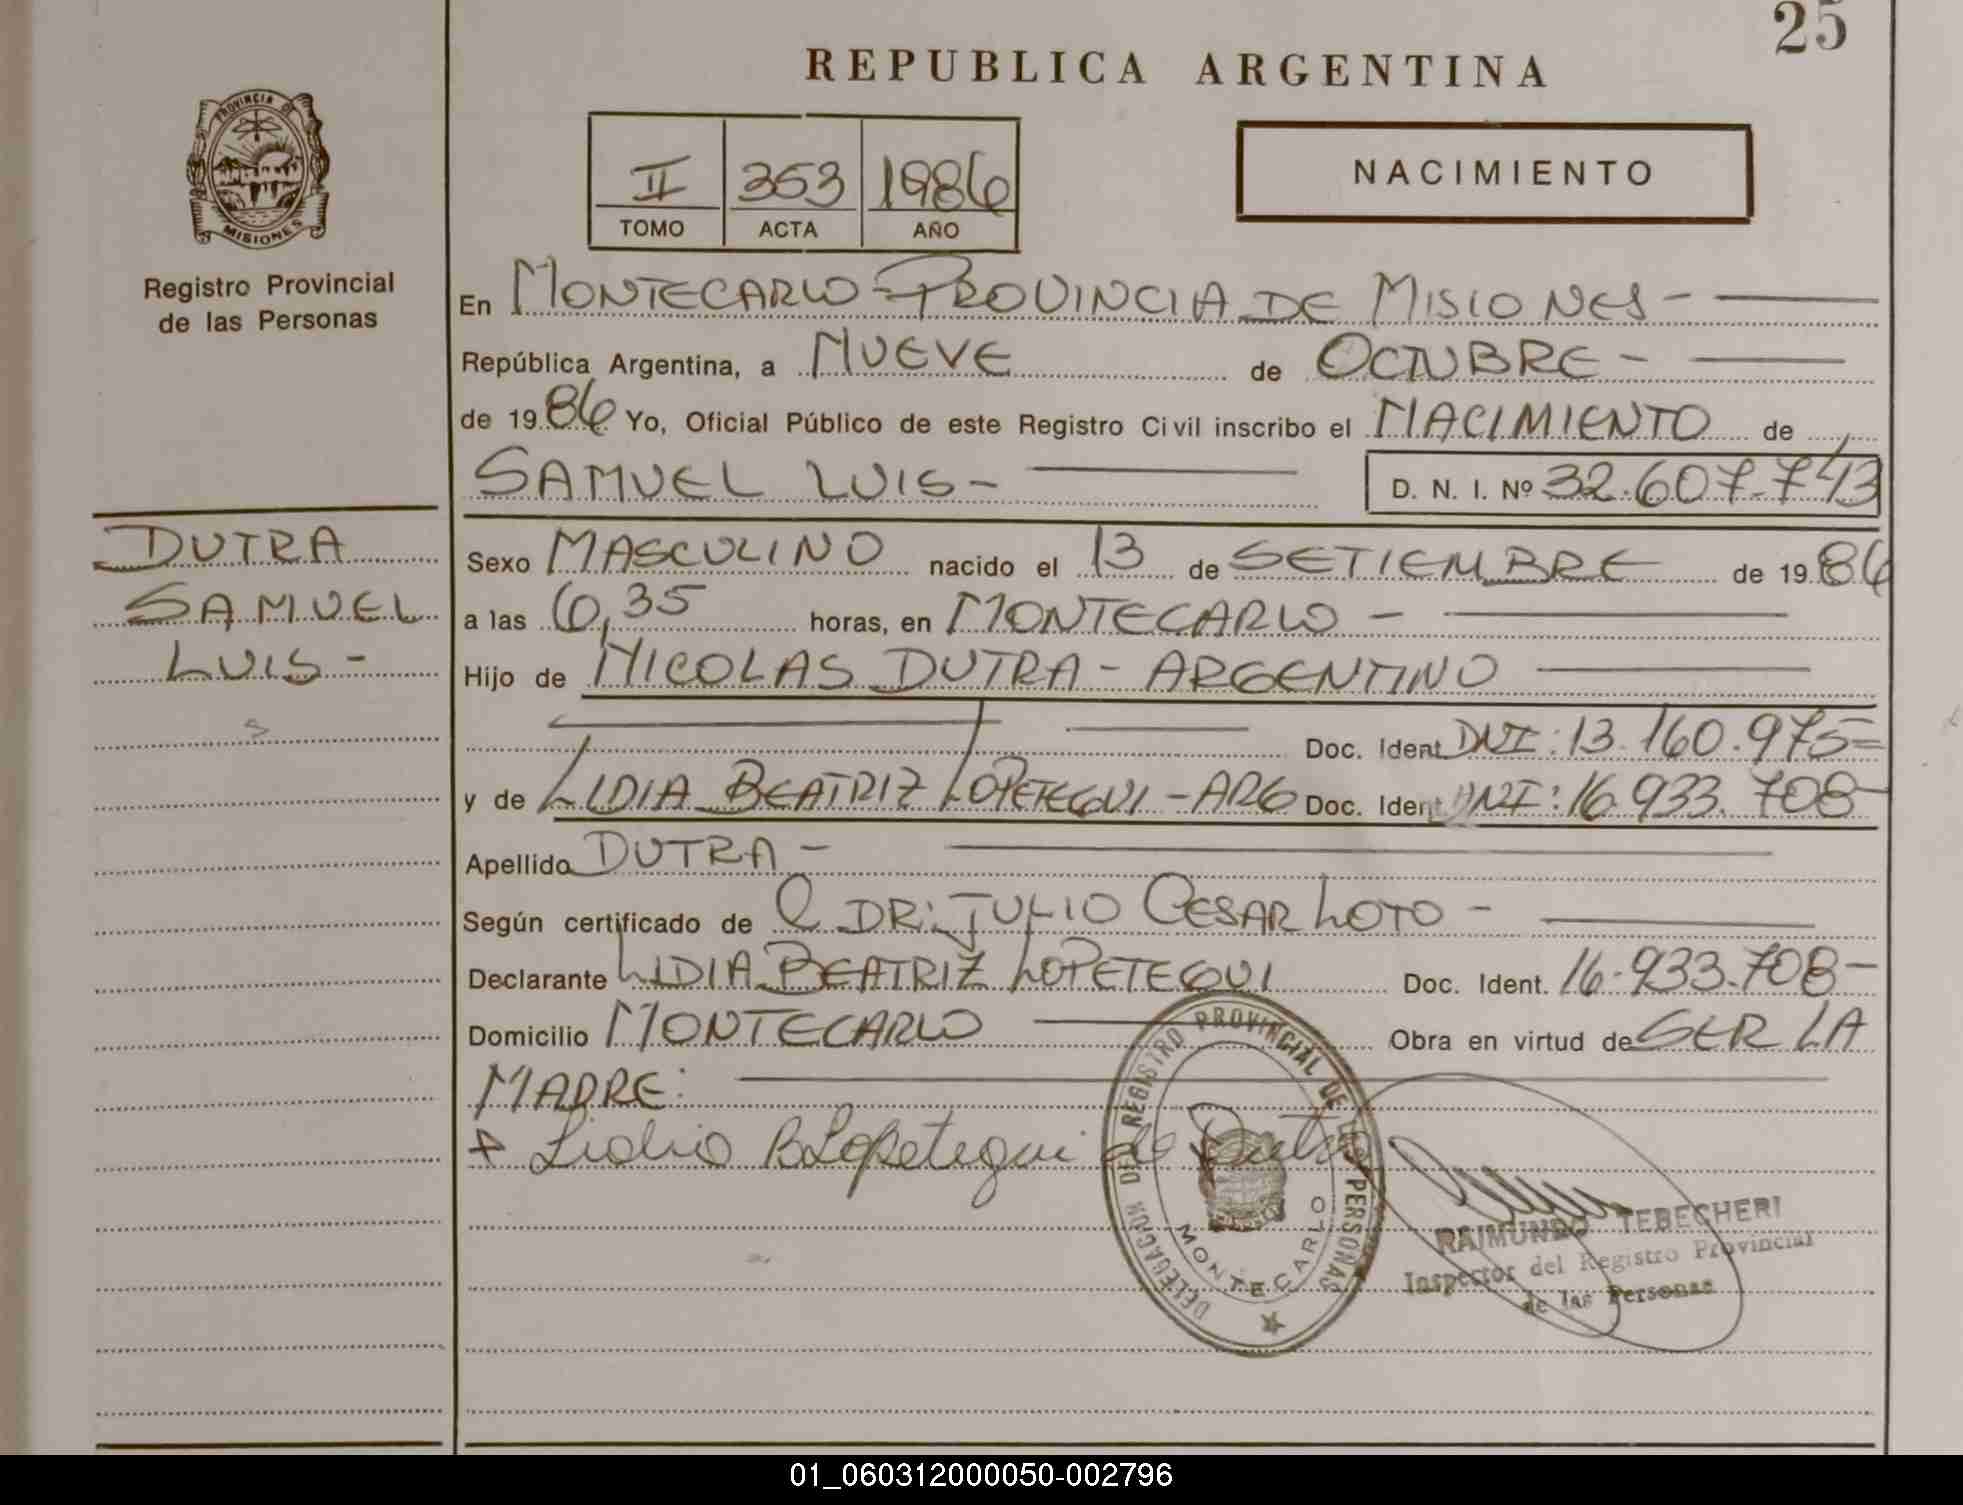 25
REPUBLICA ARGENTINA
PROVINCIA DE
MISIONES
Registro Provincial
de las Personas
II 353 1986
TOMO ACTA AÑO
NACIMIENTO
En MONTECARLO - PROVINCIA DE MISIONES -
República Argentina, a NUEVE de OCTUBRE -
de 1986 Yo, Oficial Público de este Registro Civil inscribo el NACIMIENTO de
SAMUEL LUIS - D. N. I. Nº 32.607.743
DUTRA
SAMUEL
LUIS -
Sexo MASCULINO nacido el 13 de SETIEMBRE de 1986
a las 6,35 horas, en MONTECARLO -
Hijo de NICOLAS DUTRA - ARGENTINO
Doc. Ident DNI: 13.160.975=
y de LIDIA BEATRIZ LOPETEGUI - ARG Doc. Ident DNI: 16.933.708-
Apellido DUTRA -
Según certificado de DR: JULIO CESAR LOTO -
Declarante LIDIA BEATRIZ LOPETEGUI Doc. Ident. 16.933.708-
Domicilio MONTECARLO Obra en virtud de SER LA
MADRE:
Lidia B Lopetegui de Dutra
DELEGACION DEL REGISTRO PROVINCIAL DE LAS PERSONAS
MONTECARLO
RAIMUNDO TEBECHERI
Inspector del Registro Provincial
de las Personas
01_060312000050-002796